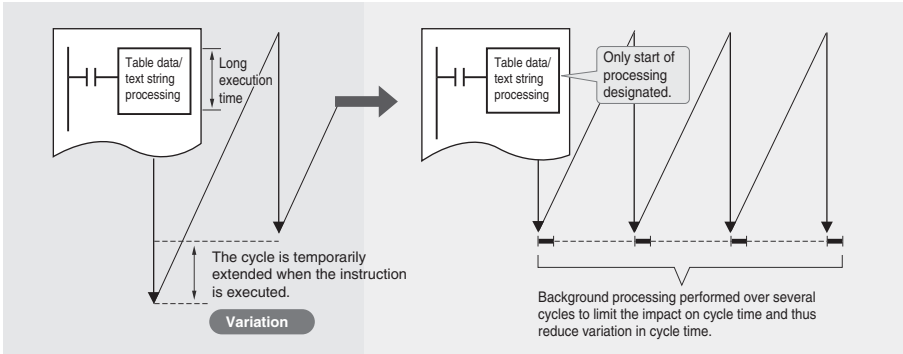 Table data/
text string
processing
Long
execution
time
The cycle is temporarily
extended when the instruction
is executed.
Variation
Table data/
text string
processing
Only start of
processing
designated.
Background processing performed over several
cycles to limit the impact on cycle time and thus
reduce variation in cycle time.